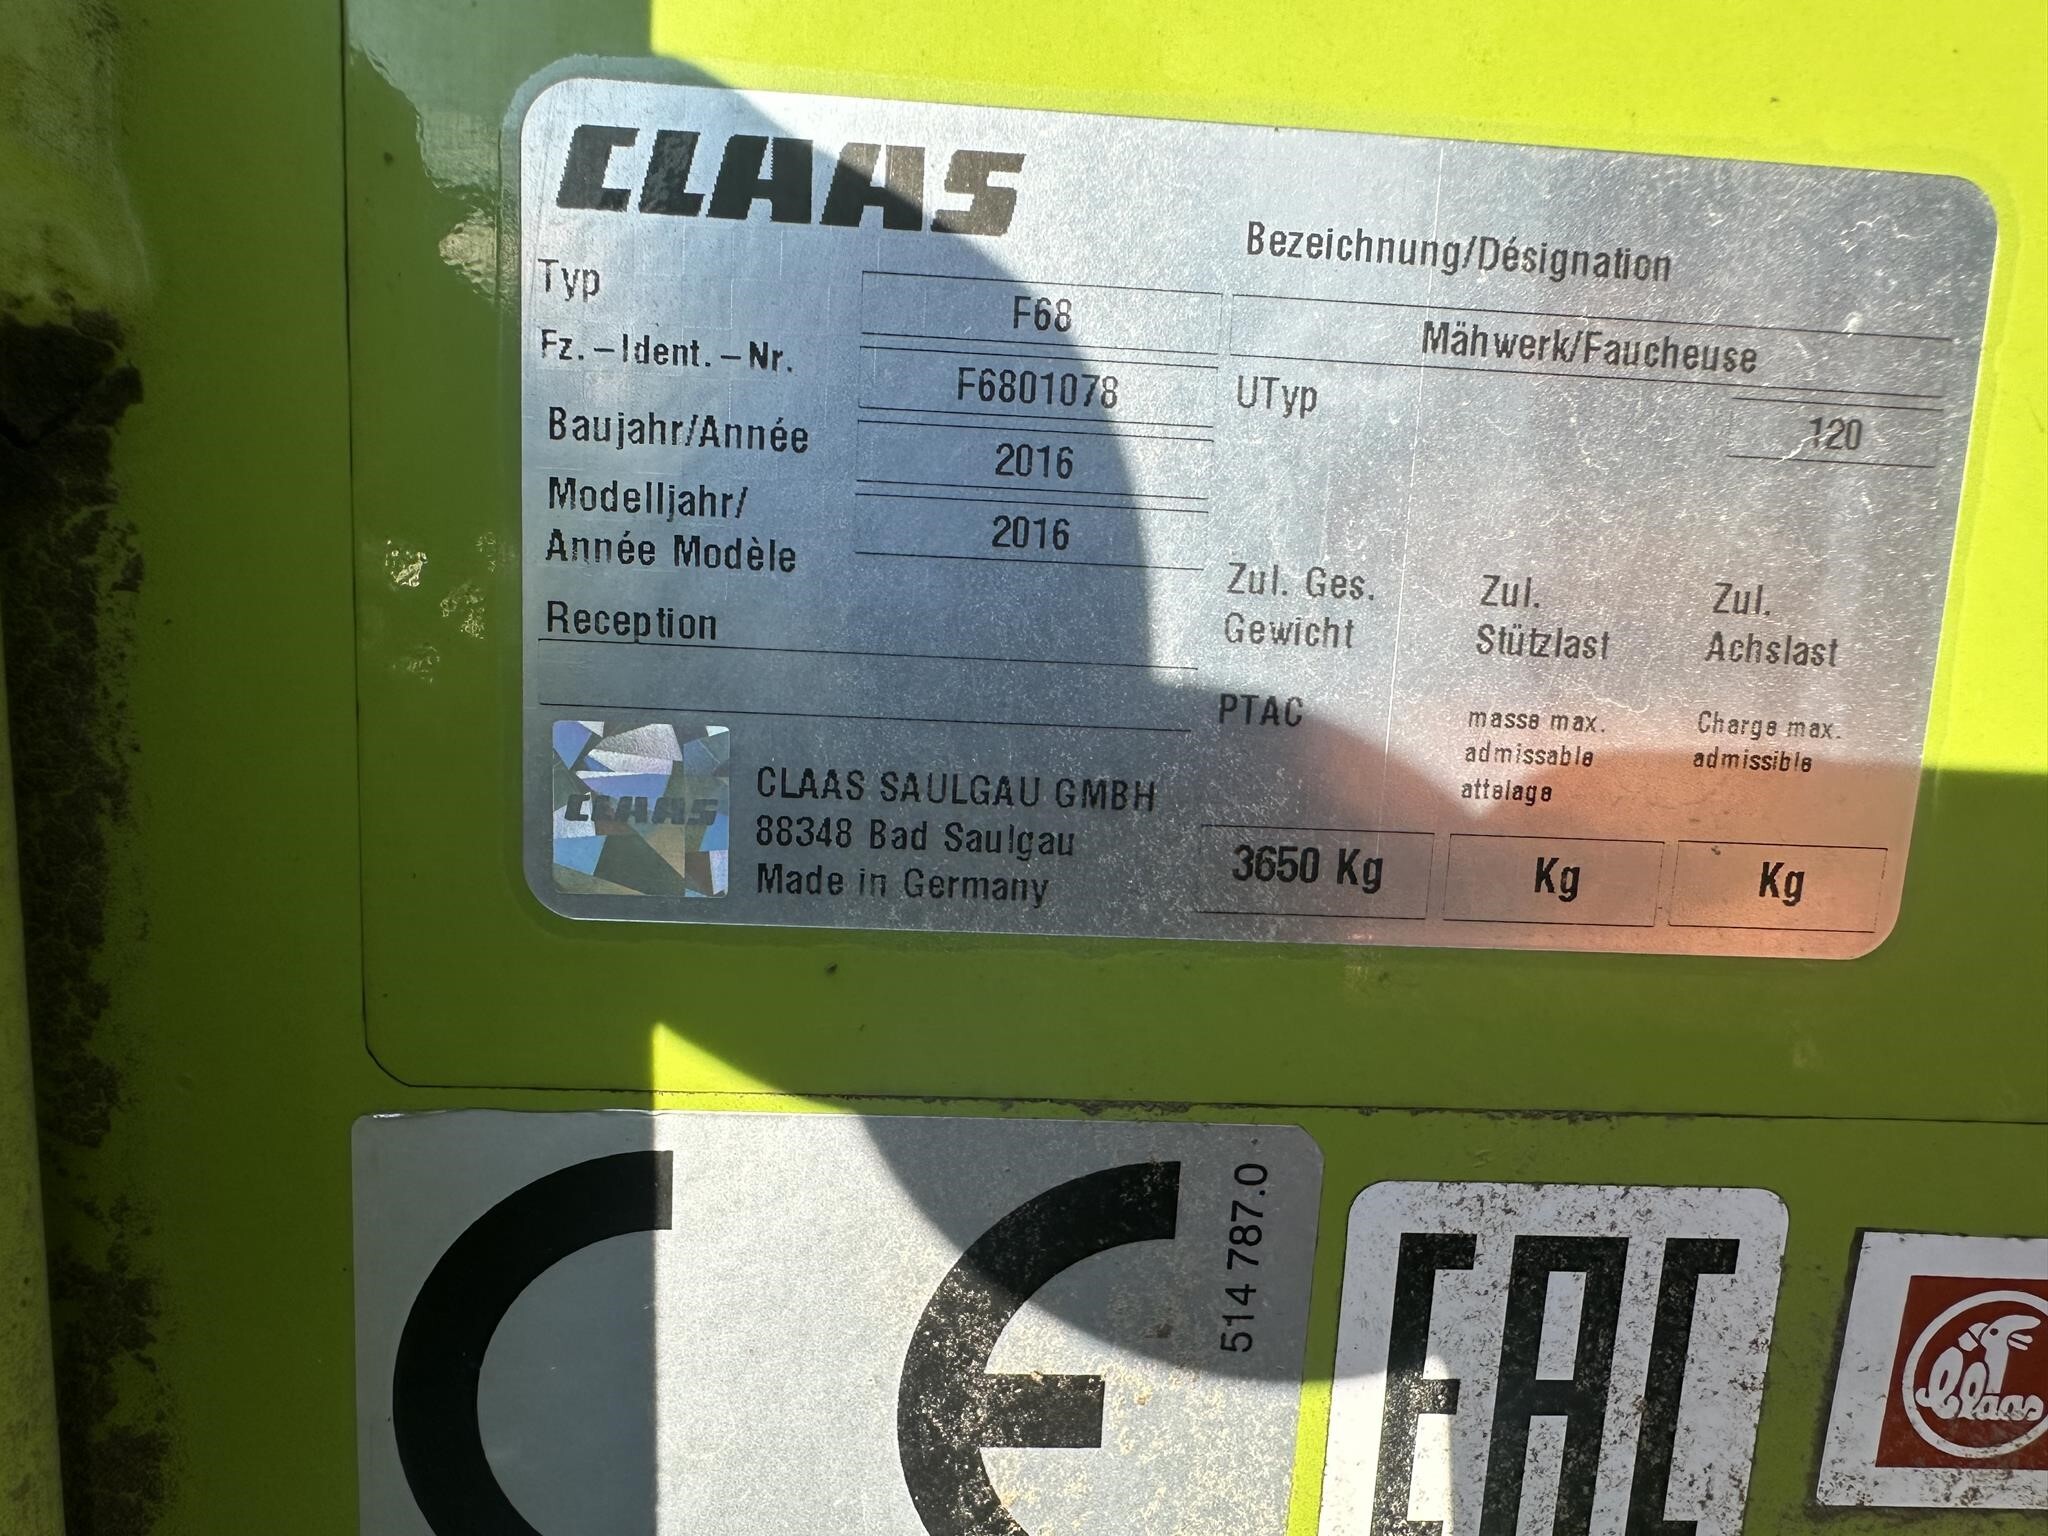 CLAAS
Bezeichnung/Désignation
Typ F68 Mähwerk/Faucheuse
Fz.-Ident.-Nr. F6801078 UTyp 120
Baujahr/Année 2016
Modelljahr/
Année Modèle 2016
Reception
Zul. Ges.
Gewicht
PTAC
Zul.
Stützlast
masse max.
admissable
attelage
Zul.
Achslast
Charge max.
admissible
3650 Kg Kg Kg
CLAAS
CLAAS SAULGAU GMBH
88348 Bad Saulgau
Made in Germany
CE
514 787.0
EAC
Claas